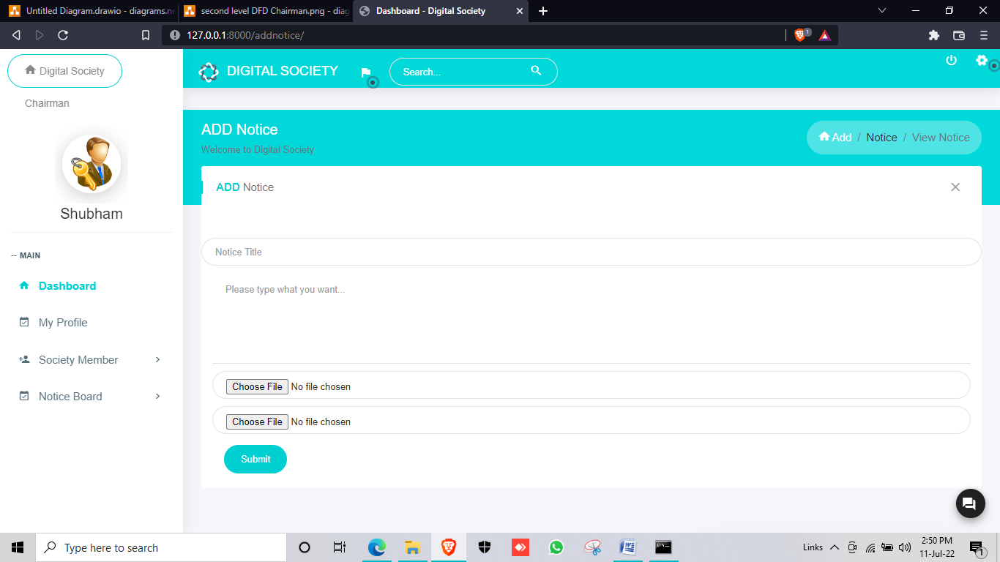 Untitled Diagram.drawio - diagrams.ne
second level DFD Chairman.png - diag
Dashboard - Digital Society
127.0.0.1:8000/addnotice/
1
Digital Society
Chairman
Shubham
-- MAIN
Dashboard
My Profile
Society Member
Notice Board
DIGITAL SOCIETY
Search...
ADD Notice
Welcome to Digital Society
Add / Notice / View Notice
ADD Notice
Notice Title
Please type what you want...
Choose File No file chosen
Choose File No file chosen
Submit
Type here to search
Links
2:50 PM
11-Jul-22
1